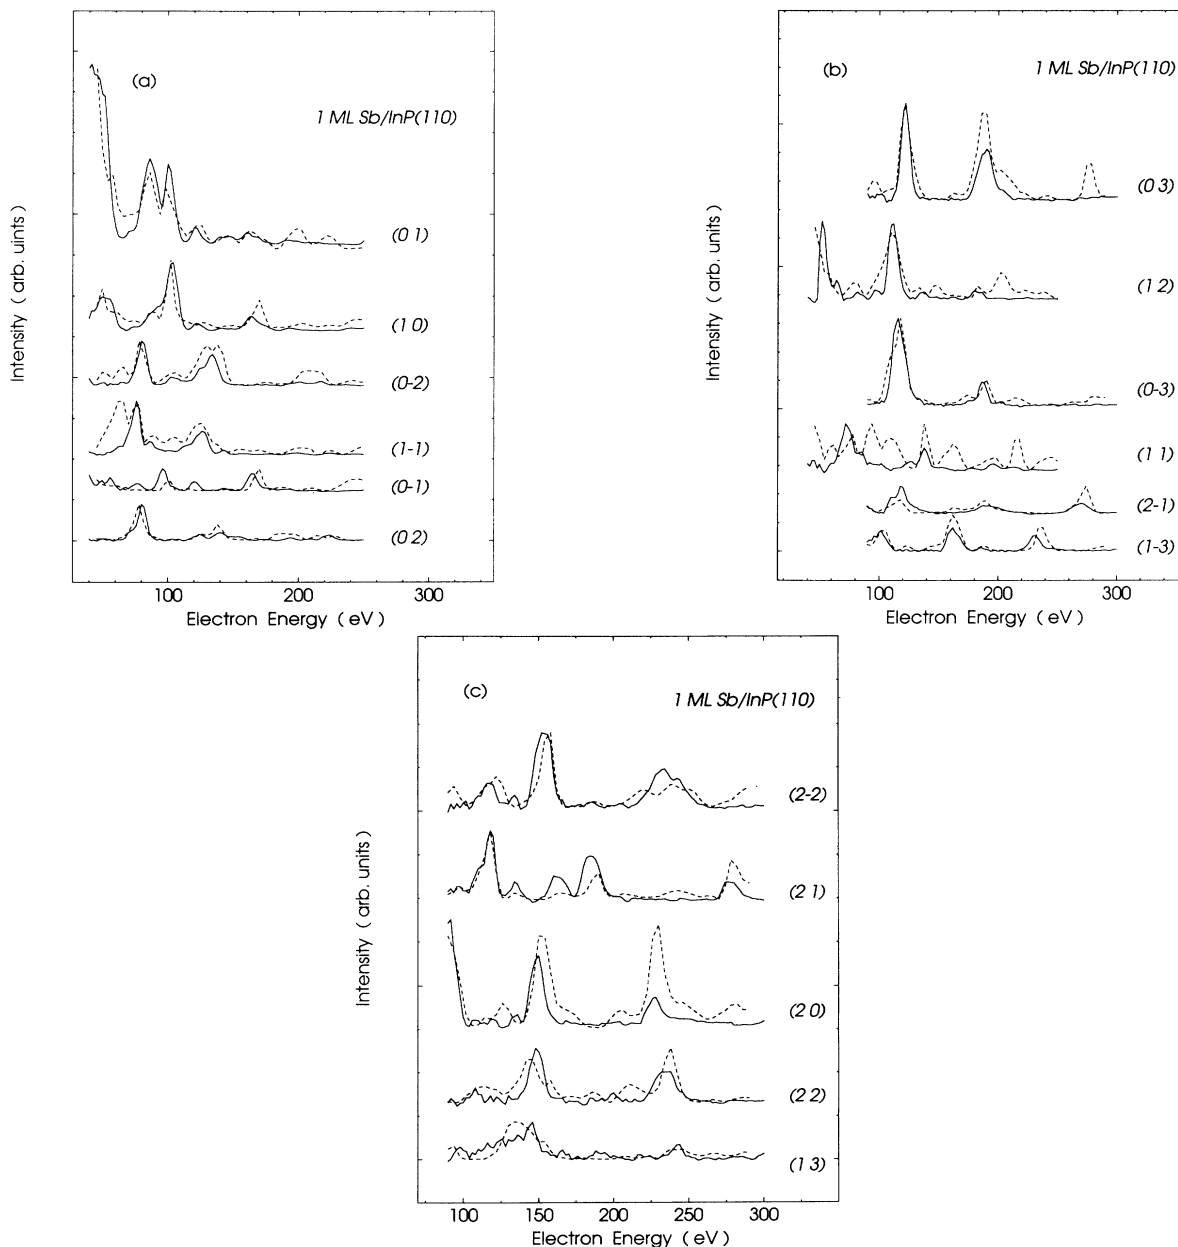 (a)
1 ML Sb/InP(110)
Intensity ( arb. uints )
(0 1)
(1 0)
(0-2)
(1-1)
(0-1)
(0 2)
100
200
300
Electron Energy ( eV )
(b)
1 ML Sb/InP(110)
Intensity ( arb. units )
(0 3)
(1 2)
(0-3)
(1 1)
(2-1)
(1-3)
100
200
300
Electron Energy ( eV )
(c)
1 ML Sb/InP(110)
Intensity ( arb. units )
(2-2)
(2 1)
(2 0)
(2 2)
(1 3)
100
150
200
250
300
Electron Energy ( eV )